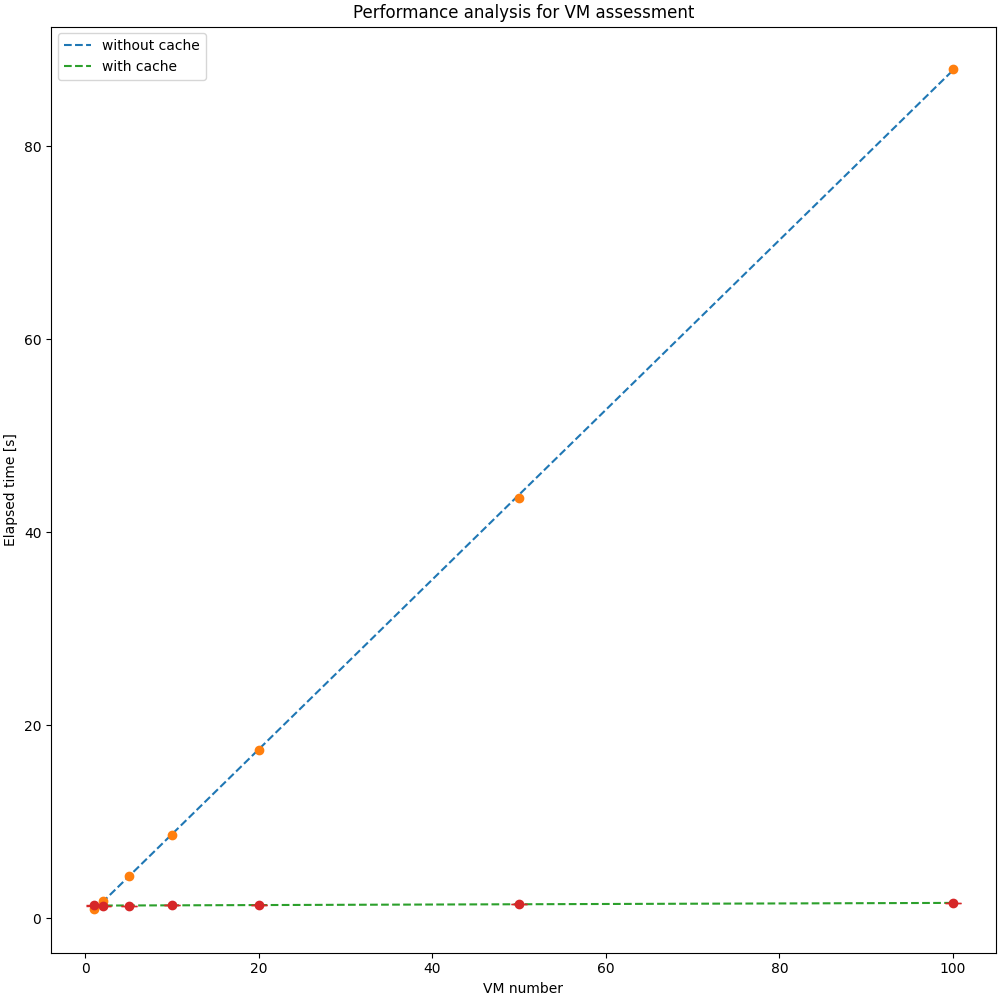 Performance analysis for VM assessment
without cache
with cache
80
60
40
20
0
Elapsed time [s]
0 20 40 60 80 100
VM number